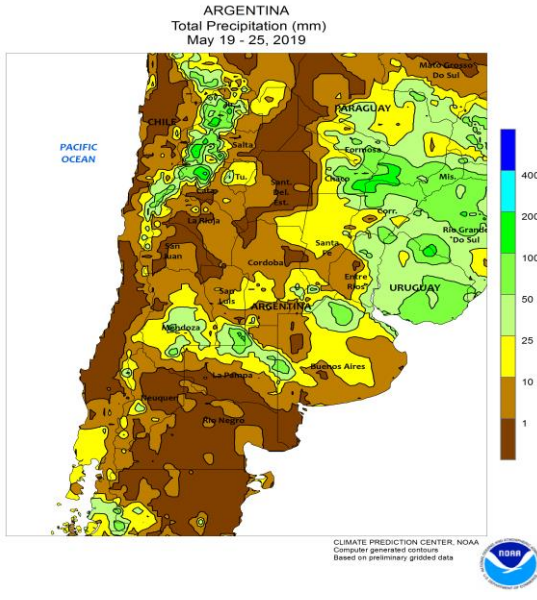 ARGENTINA
Total Precipitation (mm)
May 19 - 25, 2019
Mato Grosso
Do Sul
PARAGUAY
Ju.
CHILE
PACIFIC
OCEAN
Salta
Formosa
Tu.
Sant.
Del.
Est.
Chaco
Mis.
Cata.
La Rioja
Corr.
Rio Grande
Do Sul
San
Juan
Santa
Fe
Cordoba
Entre
Rios
URUGUAY
San
Luis
ARGENTINA
Mendoza
Buenos Aires
La Pampa
Neuquen
Rio Negro
400
200
100
50
25
10
1
CLIMATE PREDICTION CENTER, NOAA
Computer generated contours
Based on preliminary gridded data
NOAA